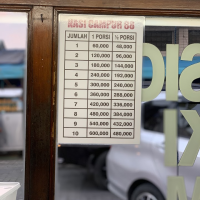 NASI CAMPUR 88
JUMLAH 1 PORSI ½ PORSI
1 60,000 48,000
2 120,000 96,000
3 180,000 144,000
4 240,000 192,000
5 300,000 240,000
6 360,000 288,000
7 420,000 336,000
8 480,000 384,000
9 540,000 432,000
10 600,000 480,000